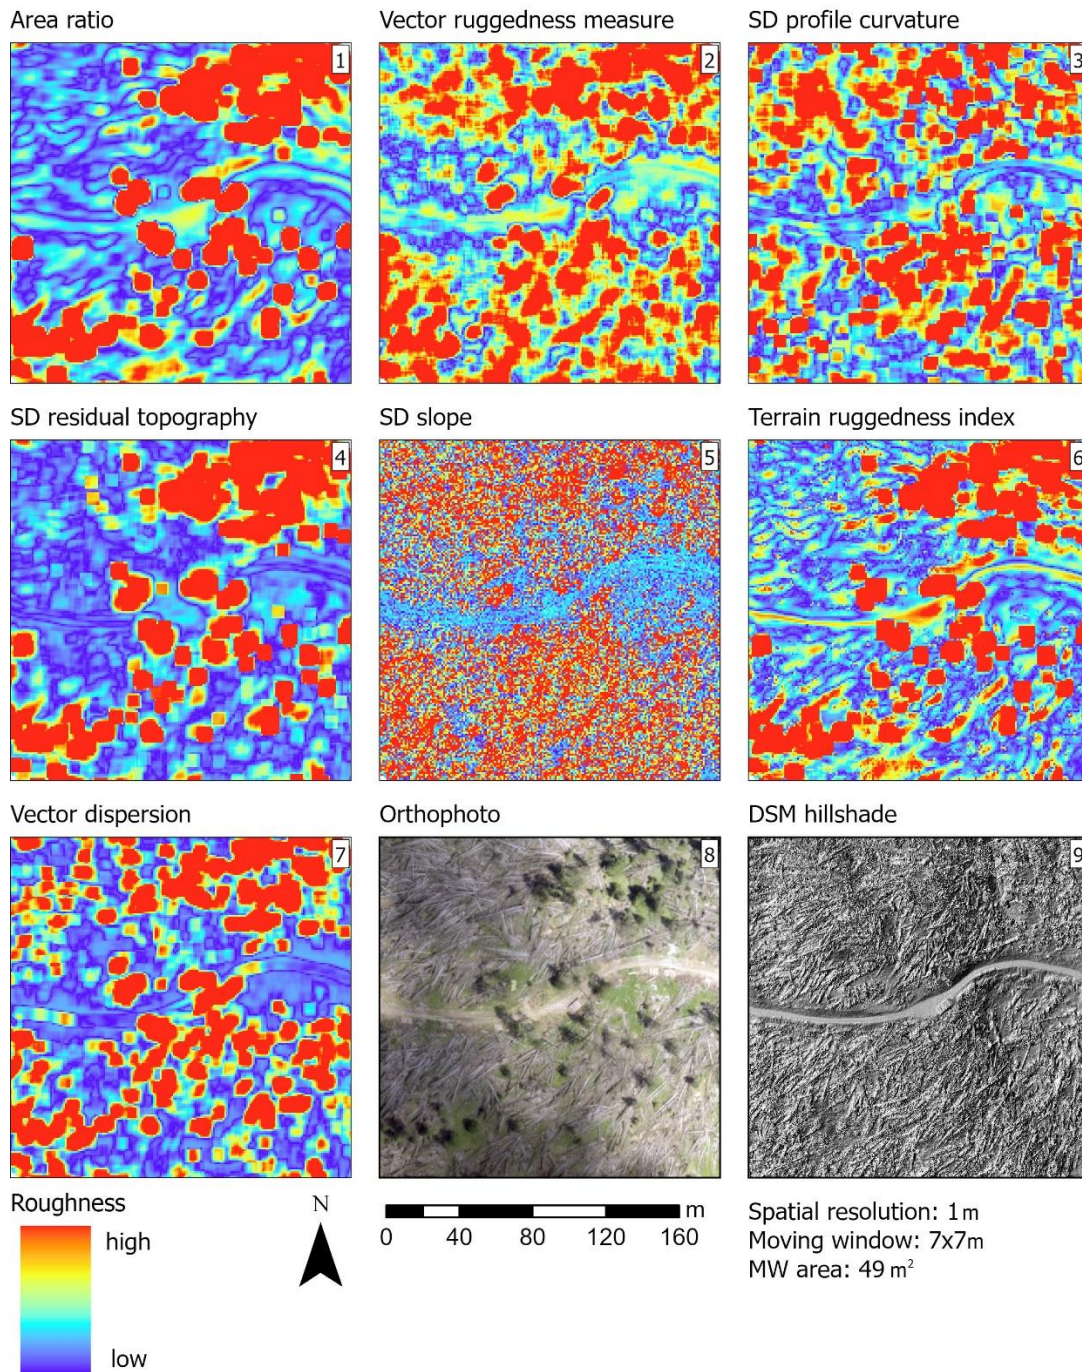 Area ratio
Vector ruggedness measure
SD profile curvature
1
2
3
SD residual topography
SD slope
Terrain ruggedness index
4
5
6
Vector dispersion
Orthophoto
DSM hillshade
7
8
9
Roughness
high
low
N
m
0 40 80 120 160
Spatial resolution: 1 m
Moving window: 7x7m
MW area: 49 m²